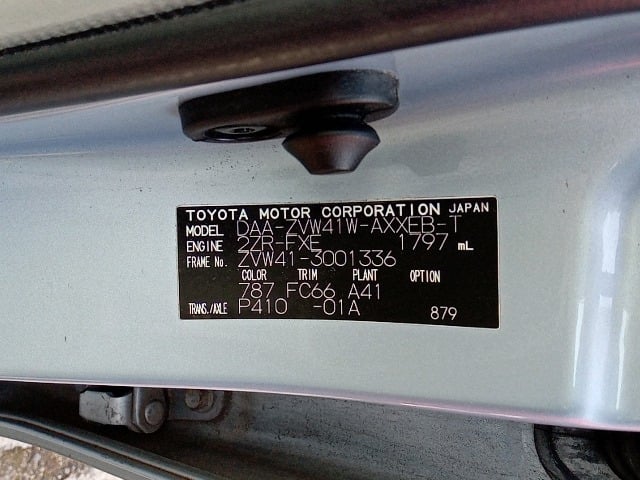 TOYOTA MOTOR CORPORATION JAPAN
MODEL DAA-ZVW41W-AXXEB-T
ENGINE 2ZR-FXE 1797 mL
FRAME No. ZVW41-3001336
COLOR TRIM PLANT OPTION
787 FC66 A41
TRANS./AXLE P410 -01A 879